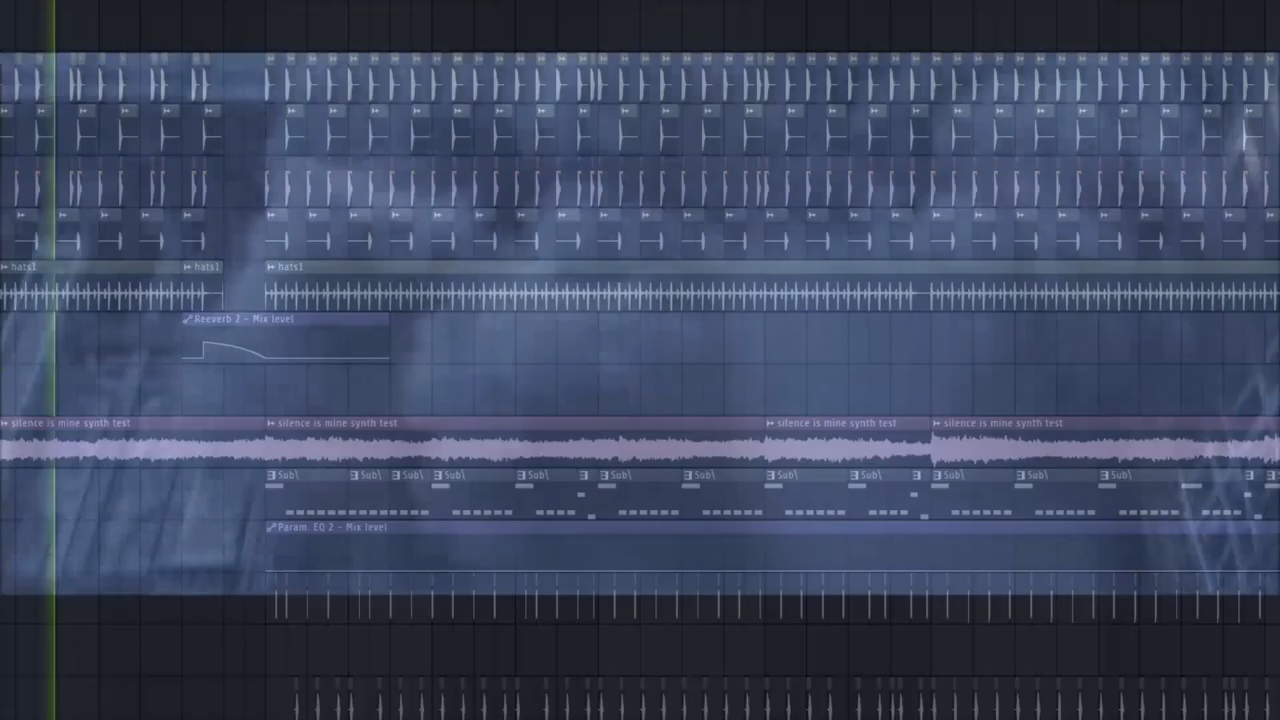 hats1 hats1 hats1
Reeverb 2 - Mix level
silence is mine synth test silence is mine synth test silence is mine synth test silence is mine synth test
Sub\ Sub\ Sub\ Sub\ Sub\ Sub\ Sub\ Sub\ Sub\ Sub\ Sub\ Sub\
Param. EQ 2 - Mix level